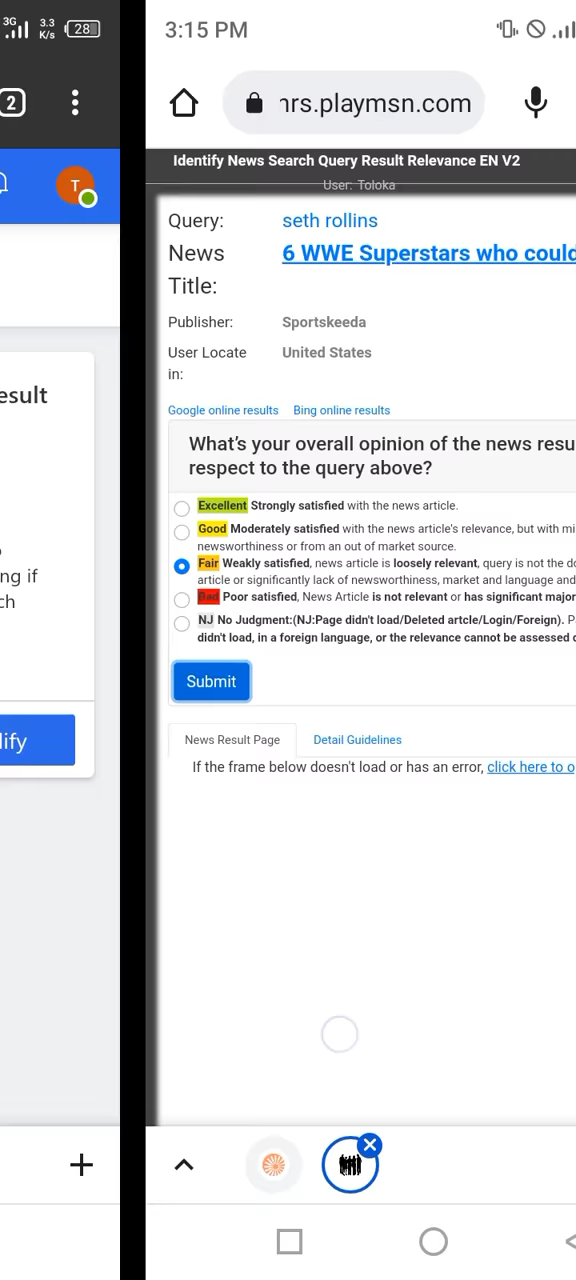 3G 3.3 K/s 28
2
T
esult
ng if
ch
lify
3:15 PM
nrs.playmsn.com
Identify News Search Query Result Relevance EN V2
User: Toloka
Query: seth rollins
News Title: 6 WWE Superstars who could
Publisher: Sportskeeda
User Locate in: United States
Google online results Bing online results
What's your overall opinion of the news resu
respect to the query above?
Excellent Strongly satisfied with the news article.
Good Moderately satisfied with the news article's relevance, but with mi
newsworthiness or from an out of market source.
Fair Weakly satisfied, news article is loosely relevant, query is not the do
article or significantly lack of newsworthiness, market and language and
Bad Poor satisfied, News Article is not relevant or has significant major
NJ No Judgment:(NJ:Page didn't load/Deleted artcle/Login/Foreign). P
didn't load, in a foreign language, or the relevance cannot be assessed
Submit
News Result Page Detail Guidelines
If the frame below doesn't load or has an error, click here to o